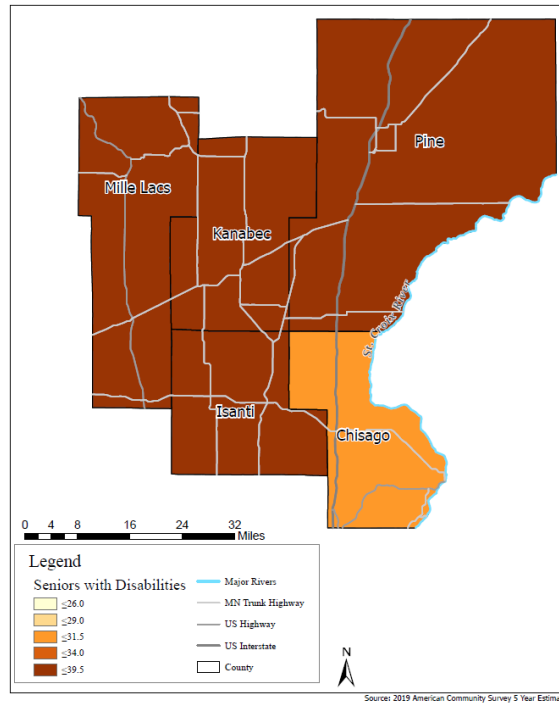 Pine
Mille Lacs
Kanabec
St. Croix River
Isanti
Chisago
0 4 8 16 24 32
Miles
Legend
Seniors with Disabilities
≤26.0
≤29.0
≤31.5
≤34.0
≤39.5
Major Rivers
MN Trunk Highway
US Highway
US Interstate
County
N
Source: 2019 American Community Survey 5 Year Estima